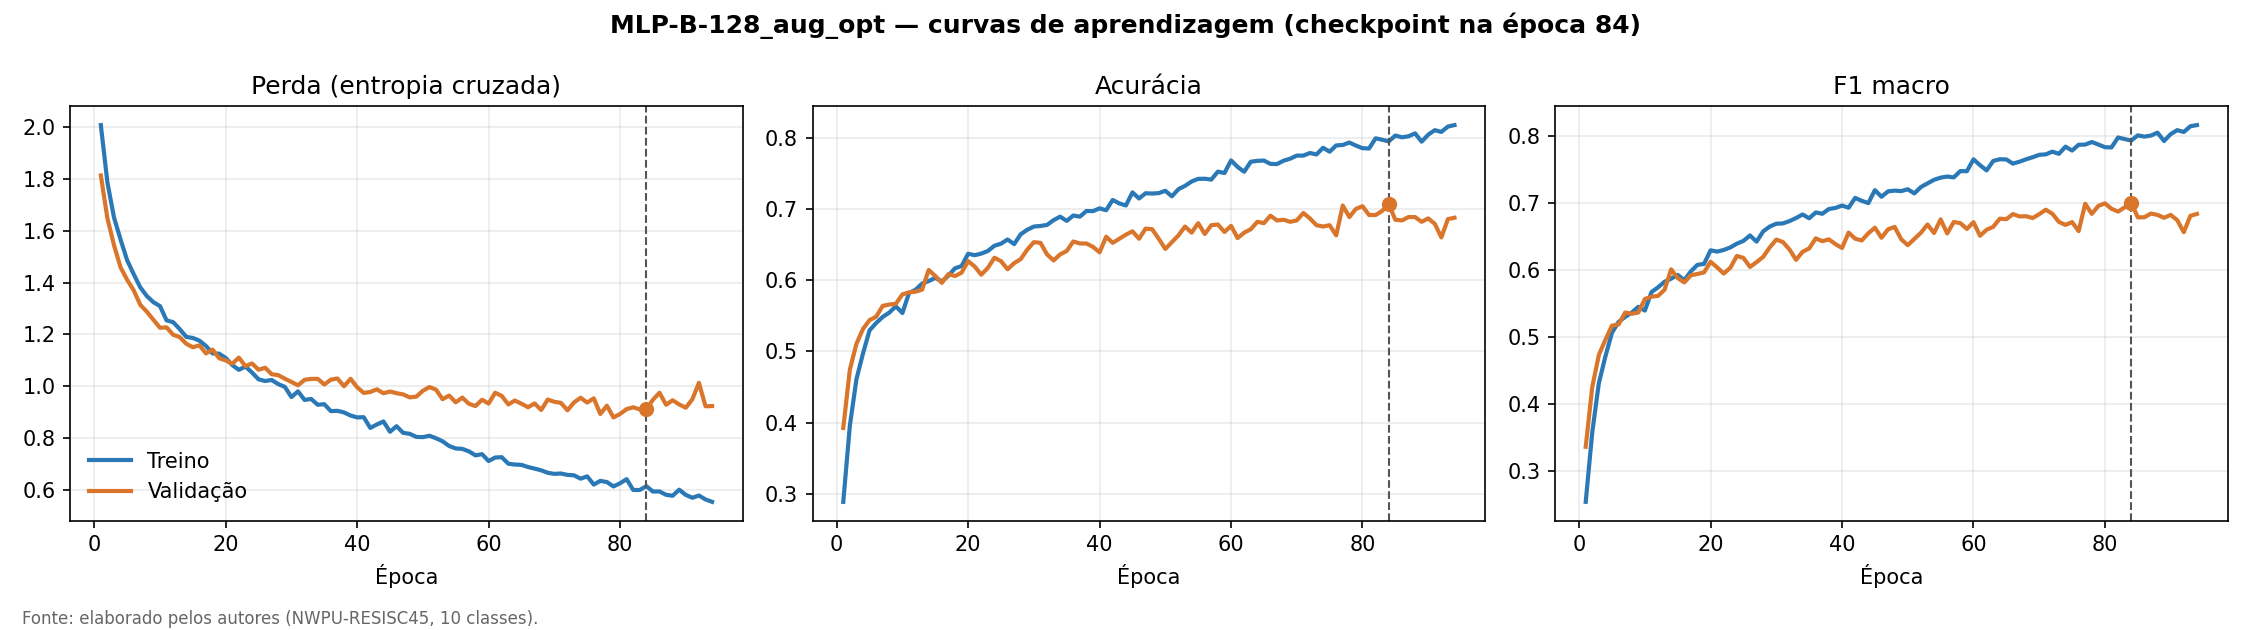 MLP-B-128_aug_opt — curvas de aprendizagem (checkpoint na época 84)
Perda (entropia cruzada)
2.0
1.8
1.6
1.4
1.2
1.0
0.8
0.6
Treino
Validação
0 20 40 60 80
Época
Acurácia
0.8
0.7
0.6
0.5
0.4
0.3
0 20 40 60 80
Época
F1 macro
0.8
0.7
0.6
0.5
0.4
0.3
0 20 40 60 80
Época
Fonte: elaborado pelos autores (NWPU-RESISC45, 10 classes).